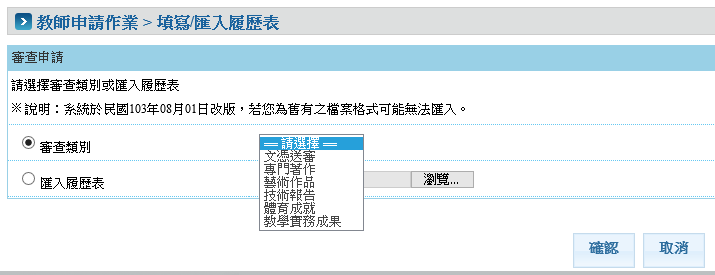 教師申請作業 > 填寫/匯入履歷表
審查申請
請選擇審查類別或匯入履歷表
※說明：系統於民國103年08月01日改版，若您為舊有之檔案格式可能無法匯入。
審查類別
== 請選擇 ==
文憑送審
專門著作
藝術作品
技術報告
體育成就
教學實務成果
匯入履歷表
瀏覽...
確認
取消